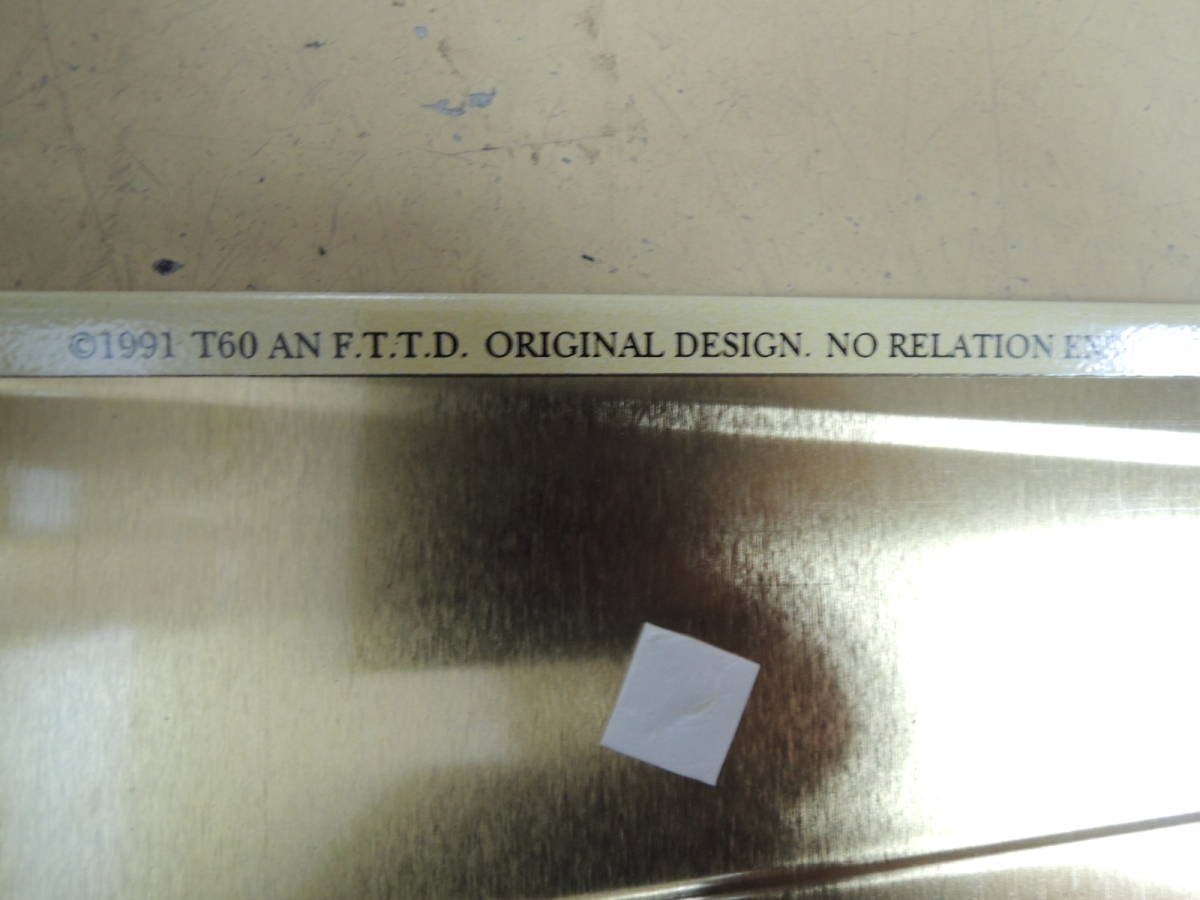 ©1991 T60 AN F.T.T.D. ORIGINAL DESIGN. NO RELATION